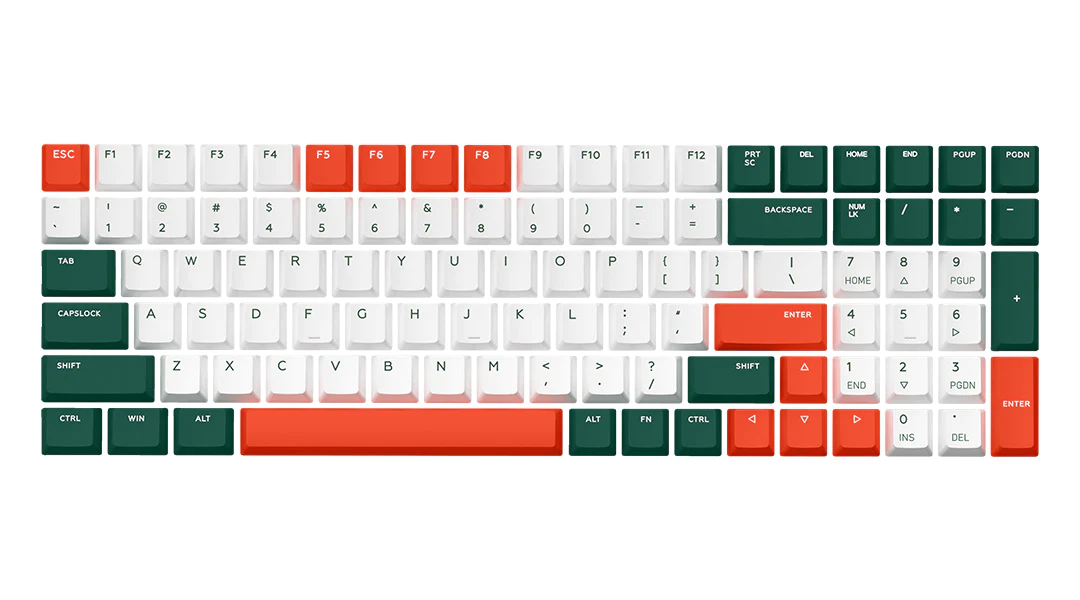 ESC F1 F2 F3 F4 F5 F6 F7 F8 F9 F10 F11 F12 PRT SC DEL HOME END PGUP PGDN
~ ` ! 1 @ 2 # 3 $ 4 % 5 ^ 6 & 7 * 8 ( 9 ) 0 — - + = BACKSPACE NUM LK / * −
TAB Q W E R T Y U I O P { [ } ] | \ 7 HOME 8 △ 9 PGUP +
CAPSLOCK A S D F G H J K L : ; " ' ENTER 4 ◁ 5 6 ▷
SHIFT Z X C V B N M < , > . ? / SHIFT △ 1 END 2 ▽ 3 PGDN ENTER
CTRL WIN ALT ALT FN CTRL ◁ ▽ ▷ 0 INS . DEL